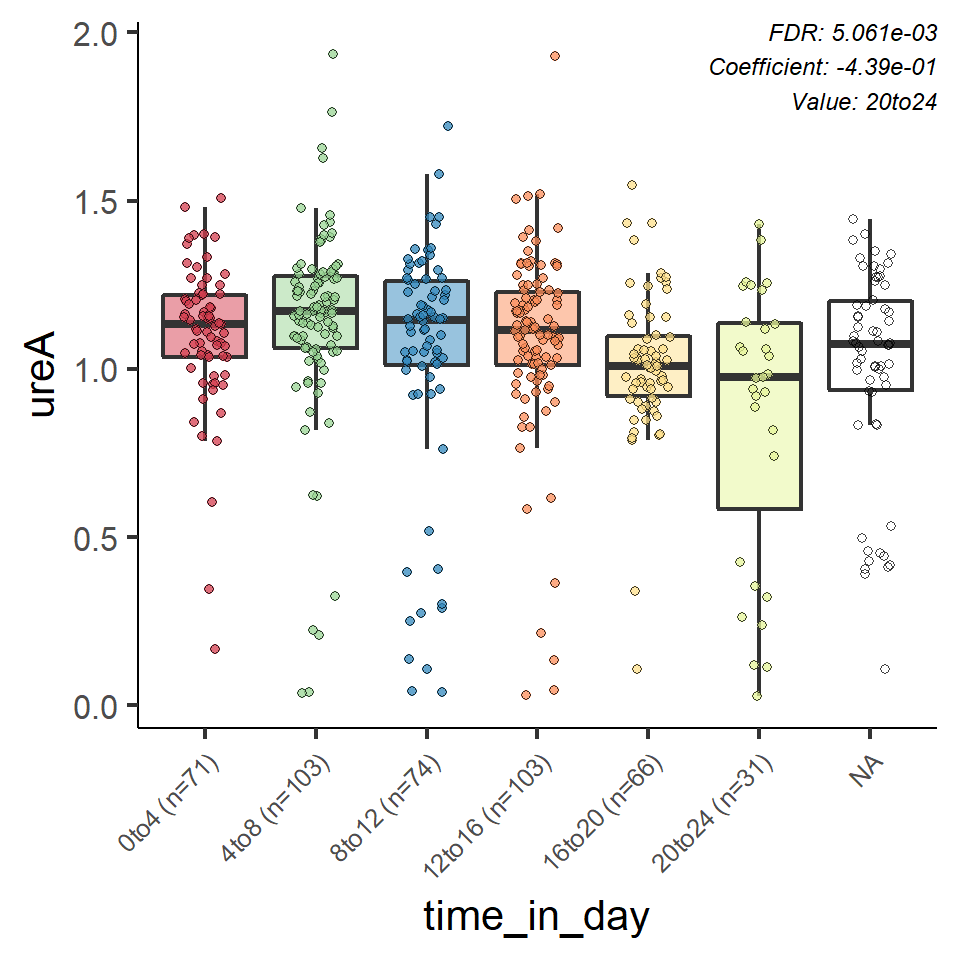 FDR: 5.061e-03
Coefficient: -4.39e-01
Value: 20to24
2.0
1.5
1.0
0.5
0.0
ureA
0to4 (n=71)
4to8 (n=103)
8to12 (n=74)
12to16 (n=103)
16to20 (n=66)
20to24 (n=31)
NA
time_in_day